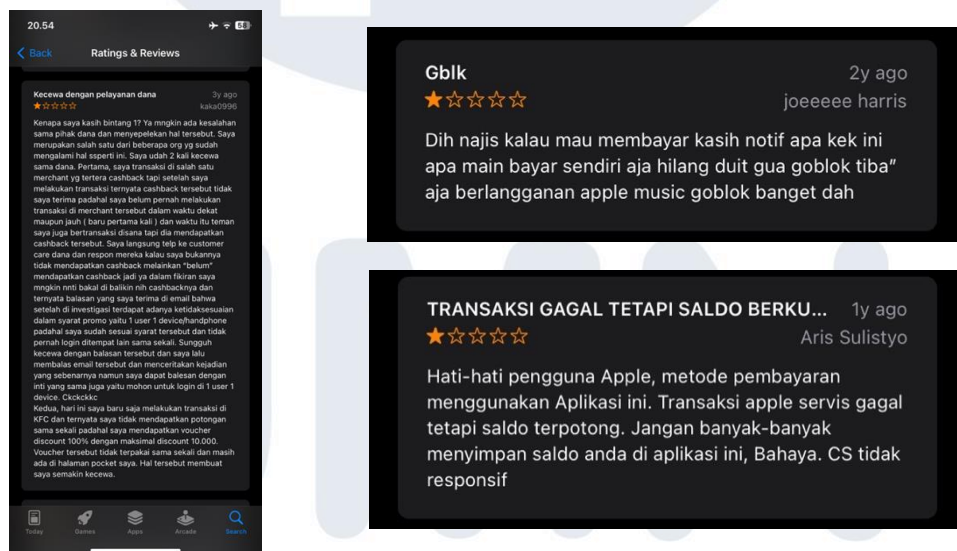 20.54
58
Back
Ratings & Reviews
Kecewa dengan pelayanan dana
3y ago
kaka0996
Kenapa saya kasih bintang 1? Ya mngkin ada kesalahan
sama pihak dana dan menyepelekan hal tersebut. Saya
merupakan salah satu dari beberapa org yg sudah
mengalami hal ssperti ini. Saya udah 2 kali kecewa
sama dana. Pertama, saya transaksi di salah satu
merchant yg tertera cashback tapi setelah saya
melakukan transaksi ternyata cashback tersebut tidak
saya terima padahal saya belum pernah melakukan
transaksi di merchant tersebut dalam waktu dekat
maupun jauh ( baru pertama kali ) dan waktu itu teman
saya juga bertransaksi disana tapi dia mendapatkan
cashback tersebut. Saya langsung telp ke customer
care dana dan respon mereka kalau saya bukannya
tidak mendapatkan cashback melainkan "belum"
mendapatkan cashback jadi ya dalam fikiran saya
mngkin nnti bakal di balikin nih cashbacknya dan
ternyata balasan yang saya terima di email bahwa
setelah di investigasi terdapat adanya ketidaksesuaian
dalam syarat promo yaitu 1 user 1 device/handphone
padahal saya sudah sesuai syarat tersebut dan tidak
pernah login ditempat lain sama sekali. Sungguh
kecewa dengan balasan tersebut dan saya lalu
membalas email tersebut dan menceritakan kejadian
yang sebenarnya namun saya dapat balesan dengan
inti yang sama juga yaitu mohon untuk login di 1 user 1
device. Ckckckkc
Kedua, hari ini saya baru saja melakukan transaksi di
KFC dan ternyata saya tidak mendapatkan potongan
sama sekali padahal saya mendapatkan voucher
discount 100% dengan maksimal discount 10.000.
Voucher tersebut tidak terpakai sama sekali dan masih
ada di halaman pocket saya. Hal tersebut membuat
saya semakin kecewa.
Today
Games
Apps
Arcade
Search
Gblk
2y ago
joeeeee harris
Dih najis kalau mau membayar kasih notif apa kek ini
apa main bayar sendiri aja hilang duit gua goblok tiba"
aja berlangganan apple music goblok banget dah
TRANSAKSI GAGAL TETAPI SALDO BERKU...
1y ago
Aris Sulistyo
Hati-hati pengguna Apple, metode pembayaran
menggunakan Aplikasi ini. Transaksi apple servis gagal
tetapi saldo terpotong. Jangan banyak-banyak
menyimpan saldo anda di aplikasi ini, Bahaya. CS tidak
responsif